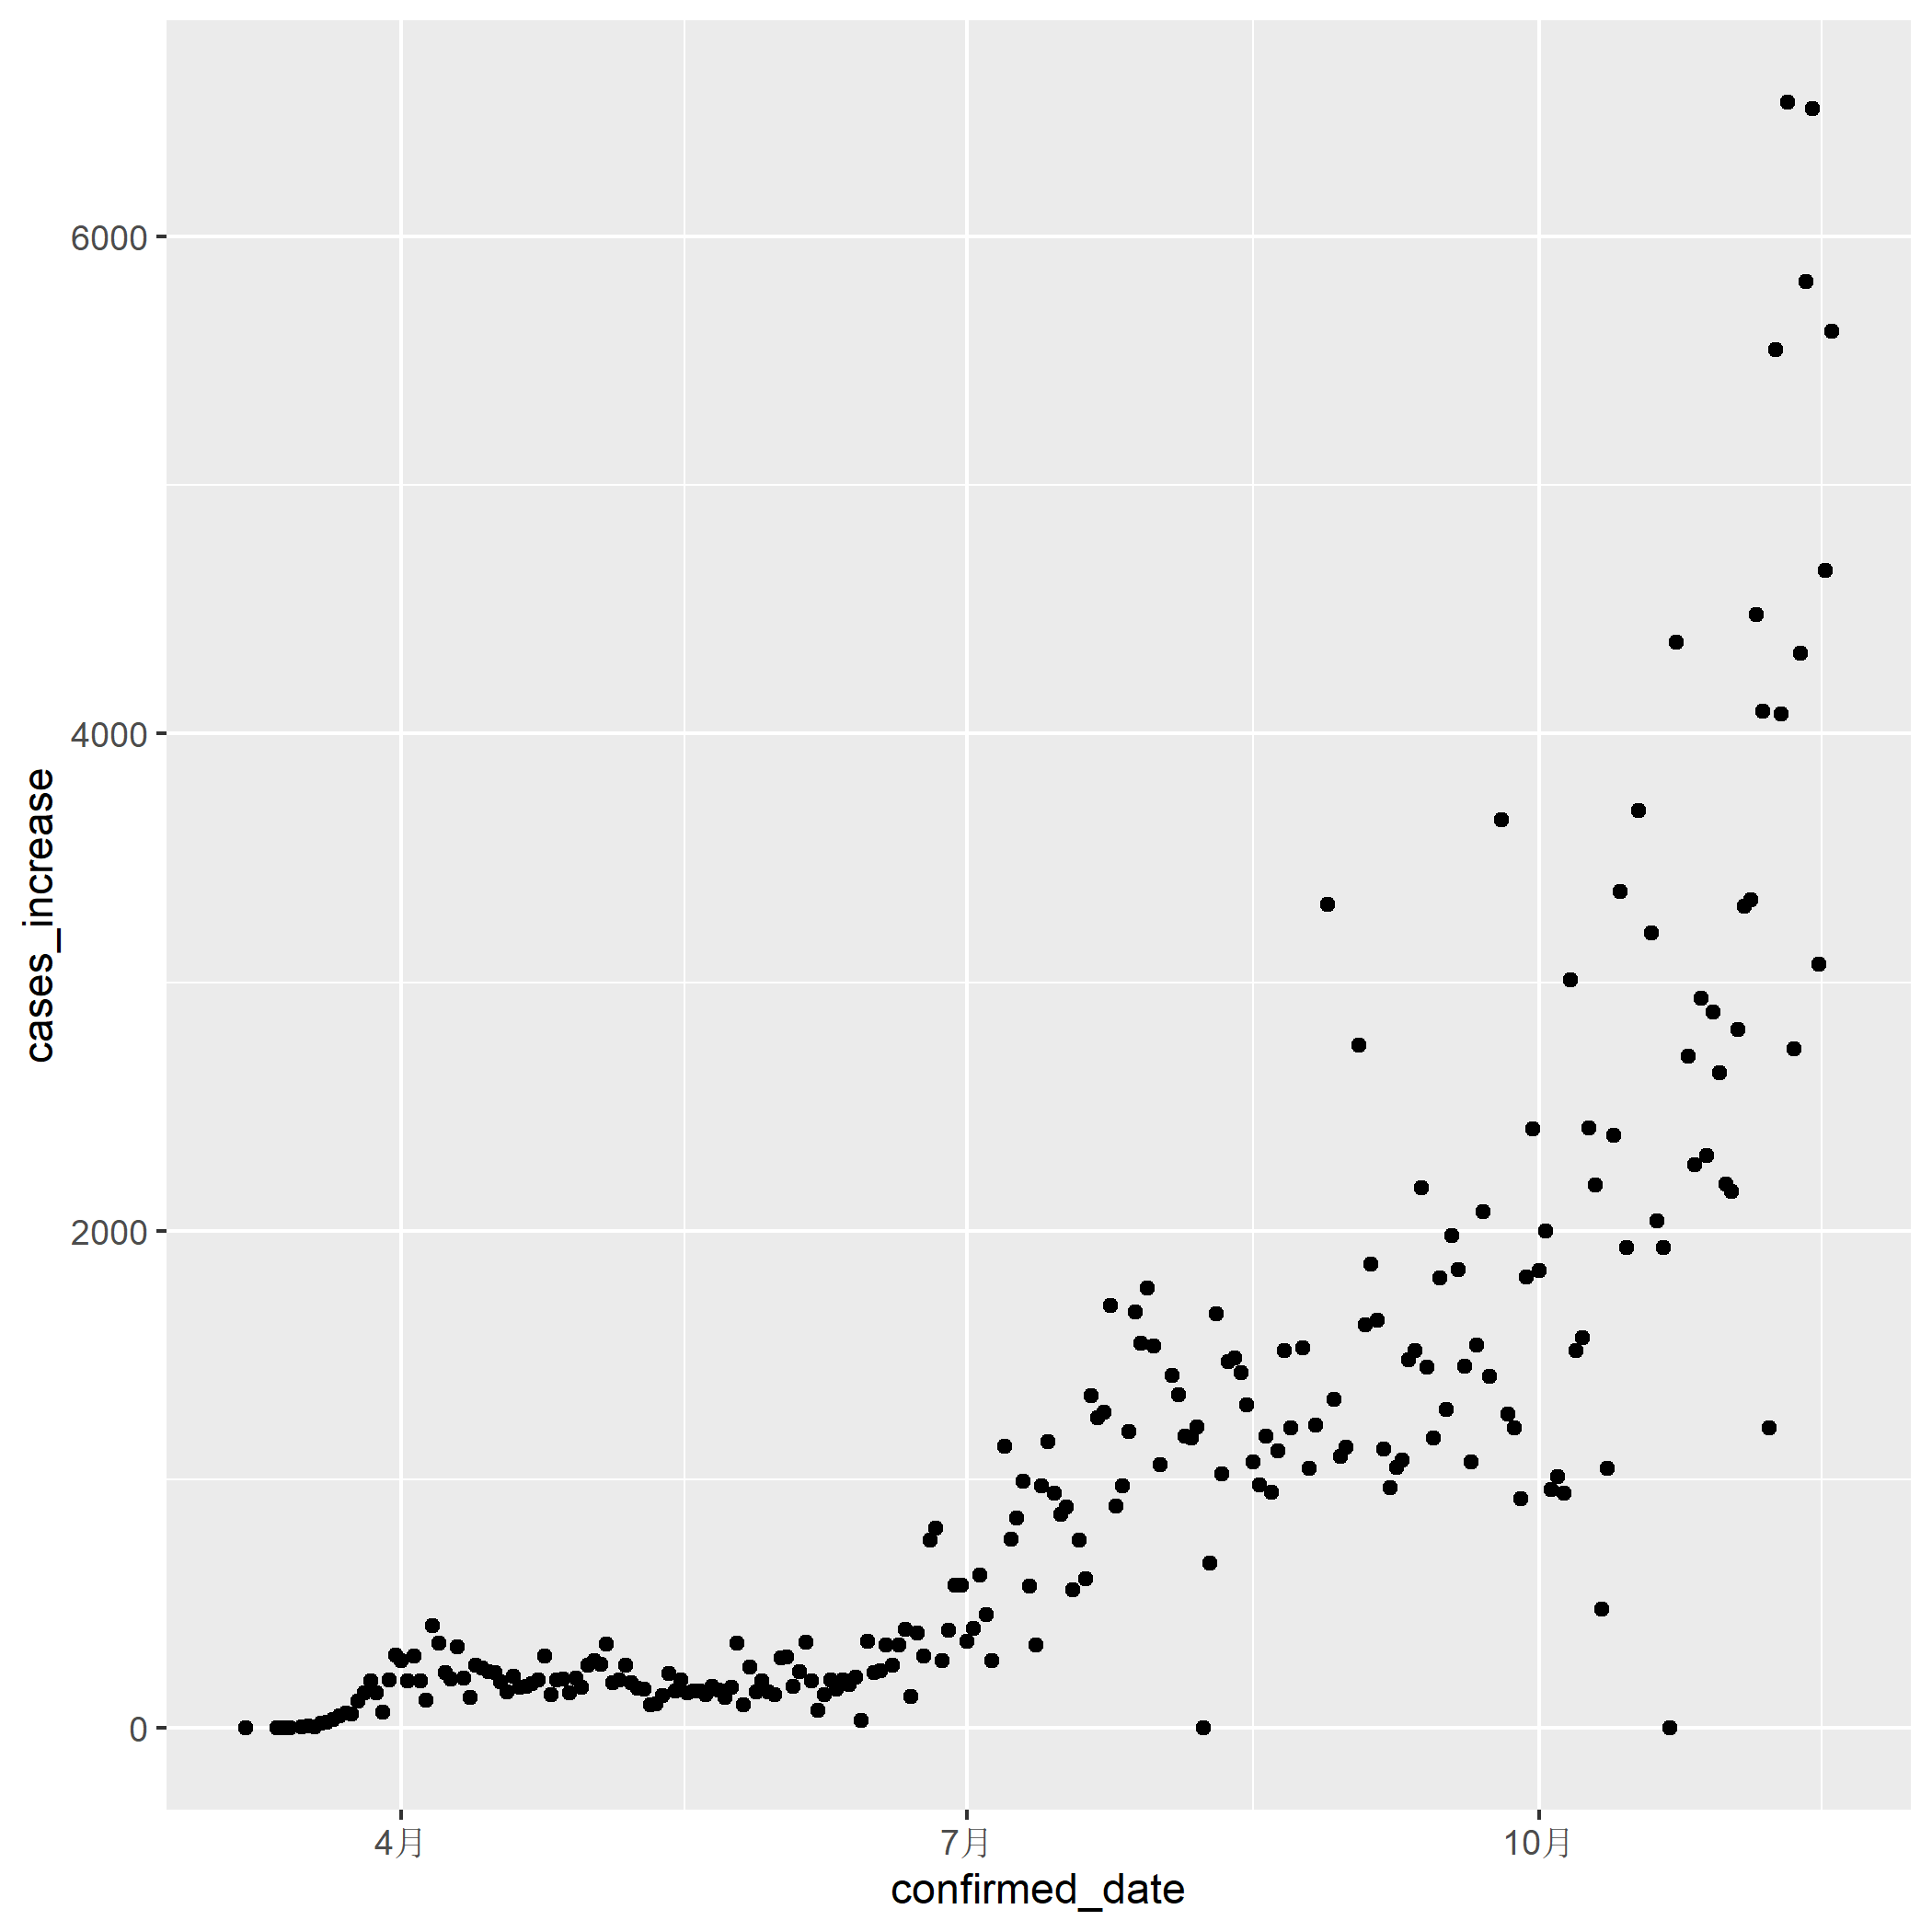 cases_increase
6000
4000
2000
0
4月
7月
10月
confirmed_date